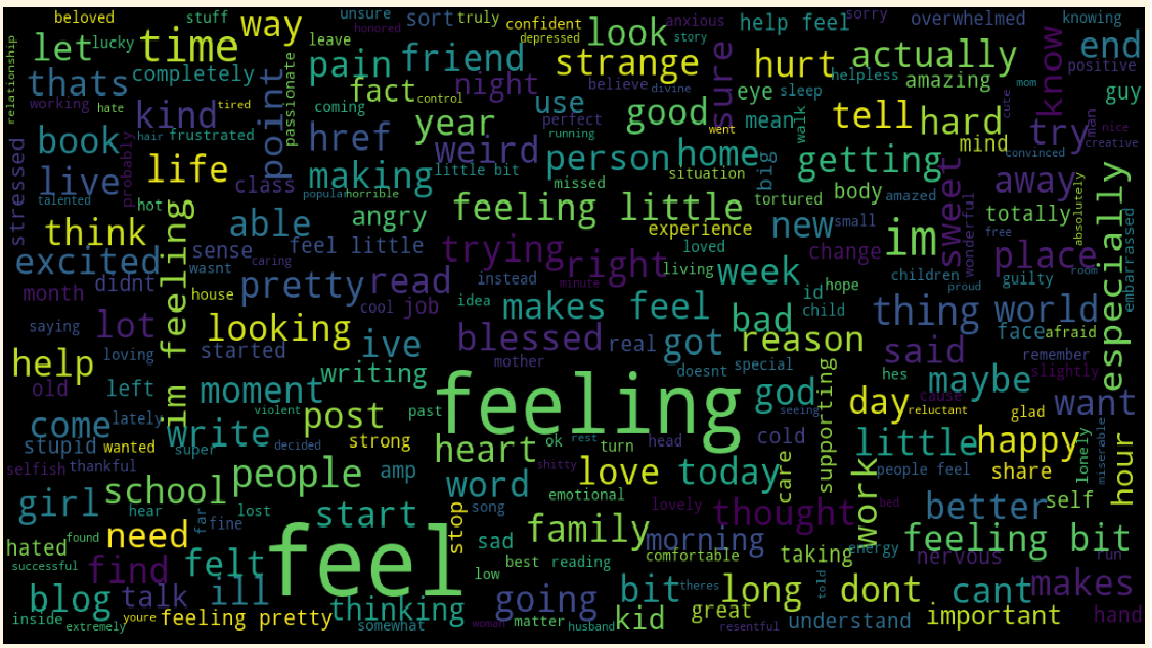 beloved
stuff
way
unsure
honored
sort
truly
confident
depressed
look
story
anxious
help feel
sorry
overwhelmed
knowing
relationship
let
lucky
time
leave
pain
friend
strange
sure
hurt
actually
know
end
positive
thats
completely
point
passionate
fact
control
night
believe
divine
eye
sleep
helpless
amazing
mom
cute
guy
working
hate
kind
tired
coming
year
use
perfect
running
good
went
mean
walk
tell
hard
mind
try
man
nice
creative
convinced
book
probably
hair
frustrated
href
weird
person
home
situation
big
getting
stressed
live
talented
life
class
making
popular
horrible
little bit
missed
tortured
body
amazed
sweet
away
absolutely
especially
hot
im feeling
able
angry
feeling little
experience
new
small
im
wonderful
totally
free
embarrassed
think
sense
wasnt
caring
feel little
trying
right
minute
loved
living
change
children
proud
place
room
guilty
excited
didnt
month
house
pretty
read
cool
job
instead
idea
week
id
hope
child
thing
world
face
afraid
saying
lot
looking
started
ive
makes feel
blessed
real
got
bad
reason
said
remember
slightly
help
loving
old
left
moment
writing
mother
doesnt
special
god
seeing
supporting
hes
maybe
cause
want
come
lately
violent
decided
post
past
feeling
day
reluctant
glad
stupid
wanted
super
write
strong
heart
ok
rest
turn
head
cold
little
happy
lonely
miserable
hour
selfish
thankful
people
amp
shitty
love
today
care
work
people feel
share
girl
school
hear
lost
far
fine
start
word
song
emotional
lovely
thought
bed
better
self
hated
found
successful
need
feel
stop
sad
family
morning
comfortable
taking
energy
feeling bit
nervous
run
find
felt
low
best
reading
blog
talk
ill
thinking
going
bit
theres
long
told
dont
cant
makes
inside
extremely
youre
feeling pretty
somewhat
woman
matter
husband
kid
great
resentful
understand
important
hand